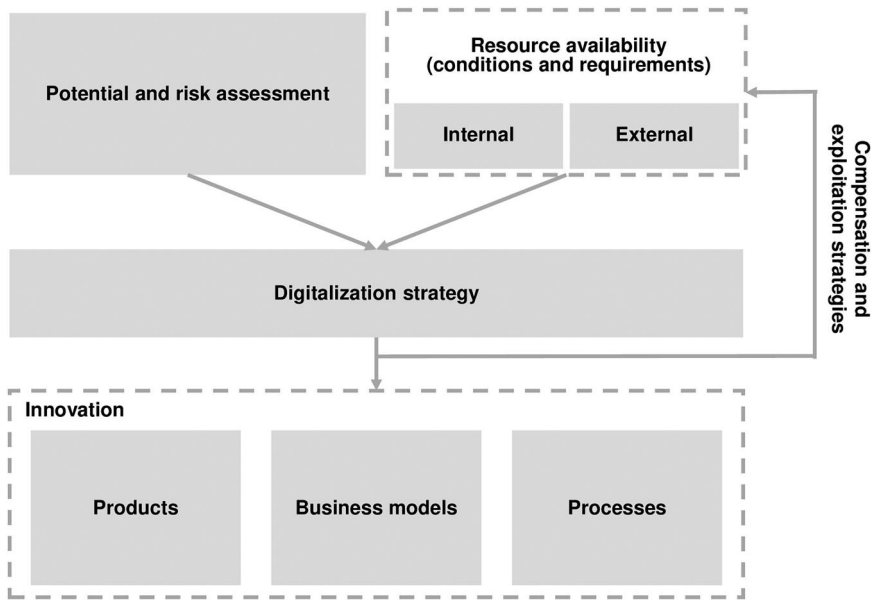 Potential and risk assessment
Resource availability
(conditions and requirements)
Internal
External
Compensation and
exploitation strategies
Digitalization strategy
Innovation
Products
Business models
Processes